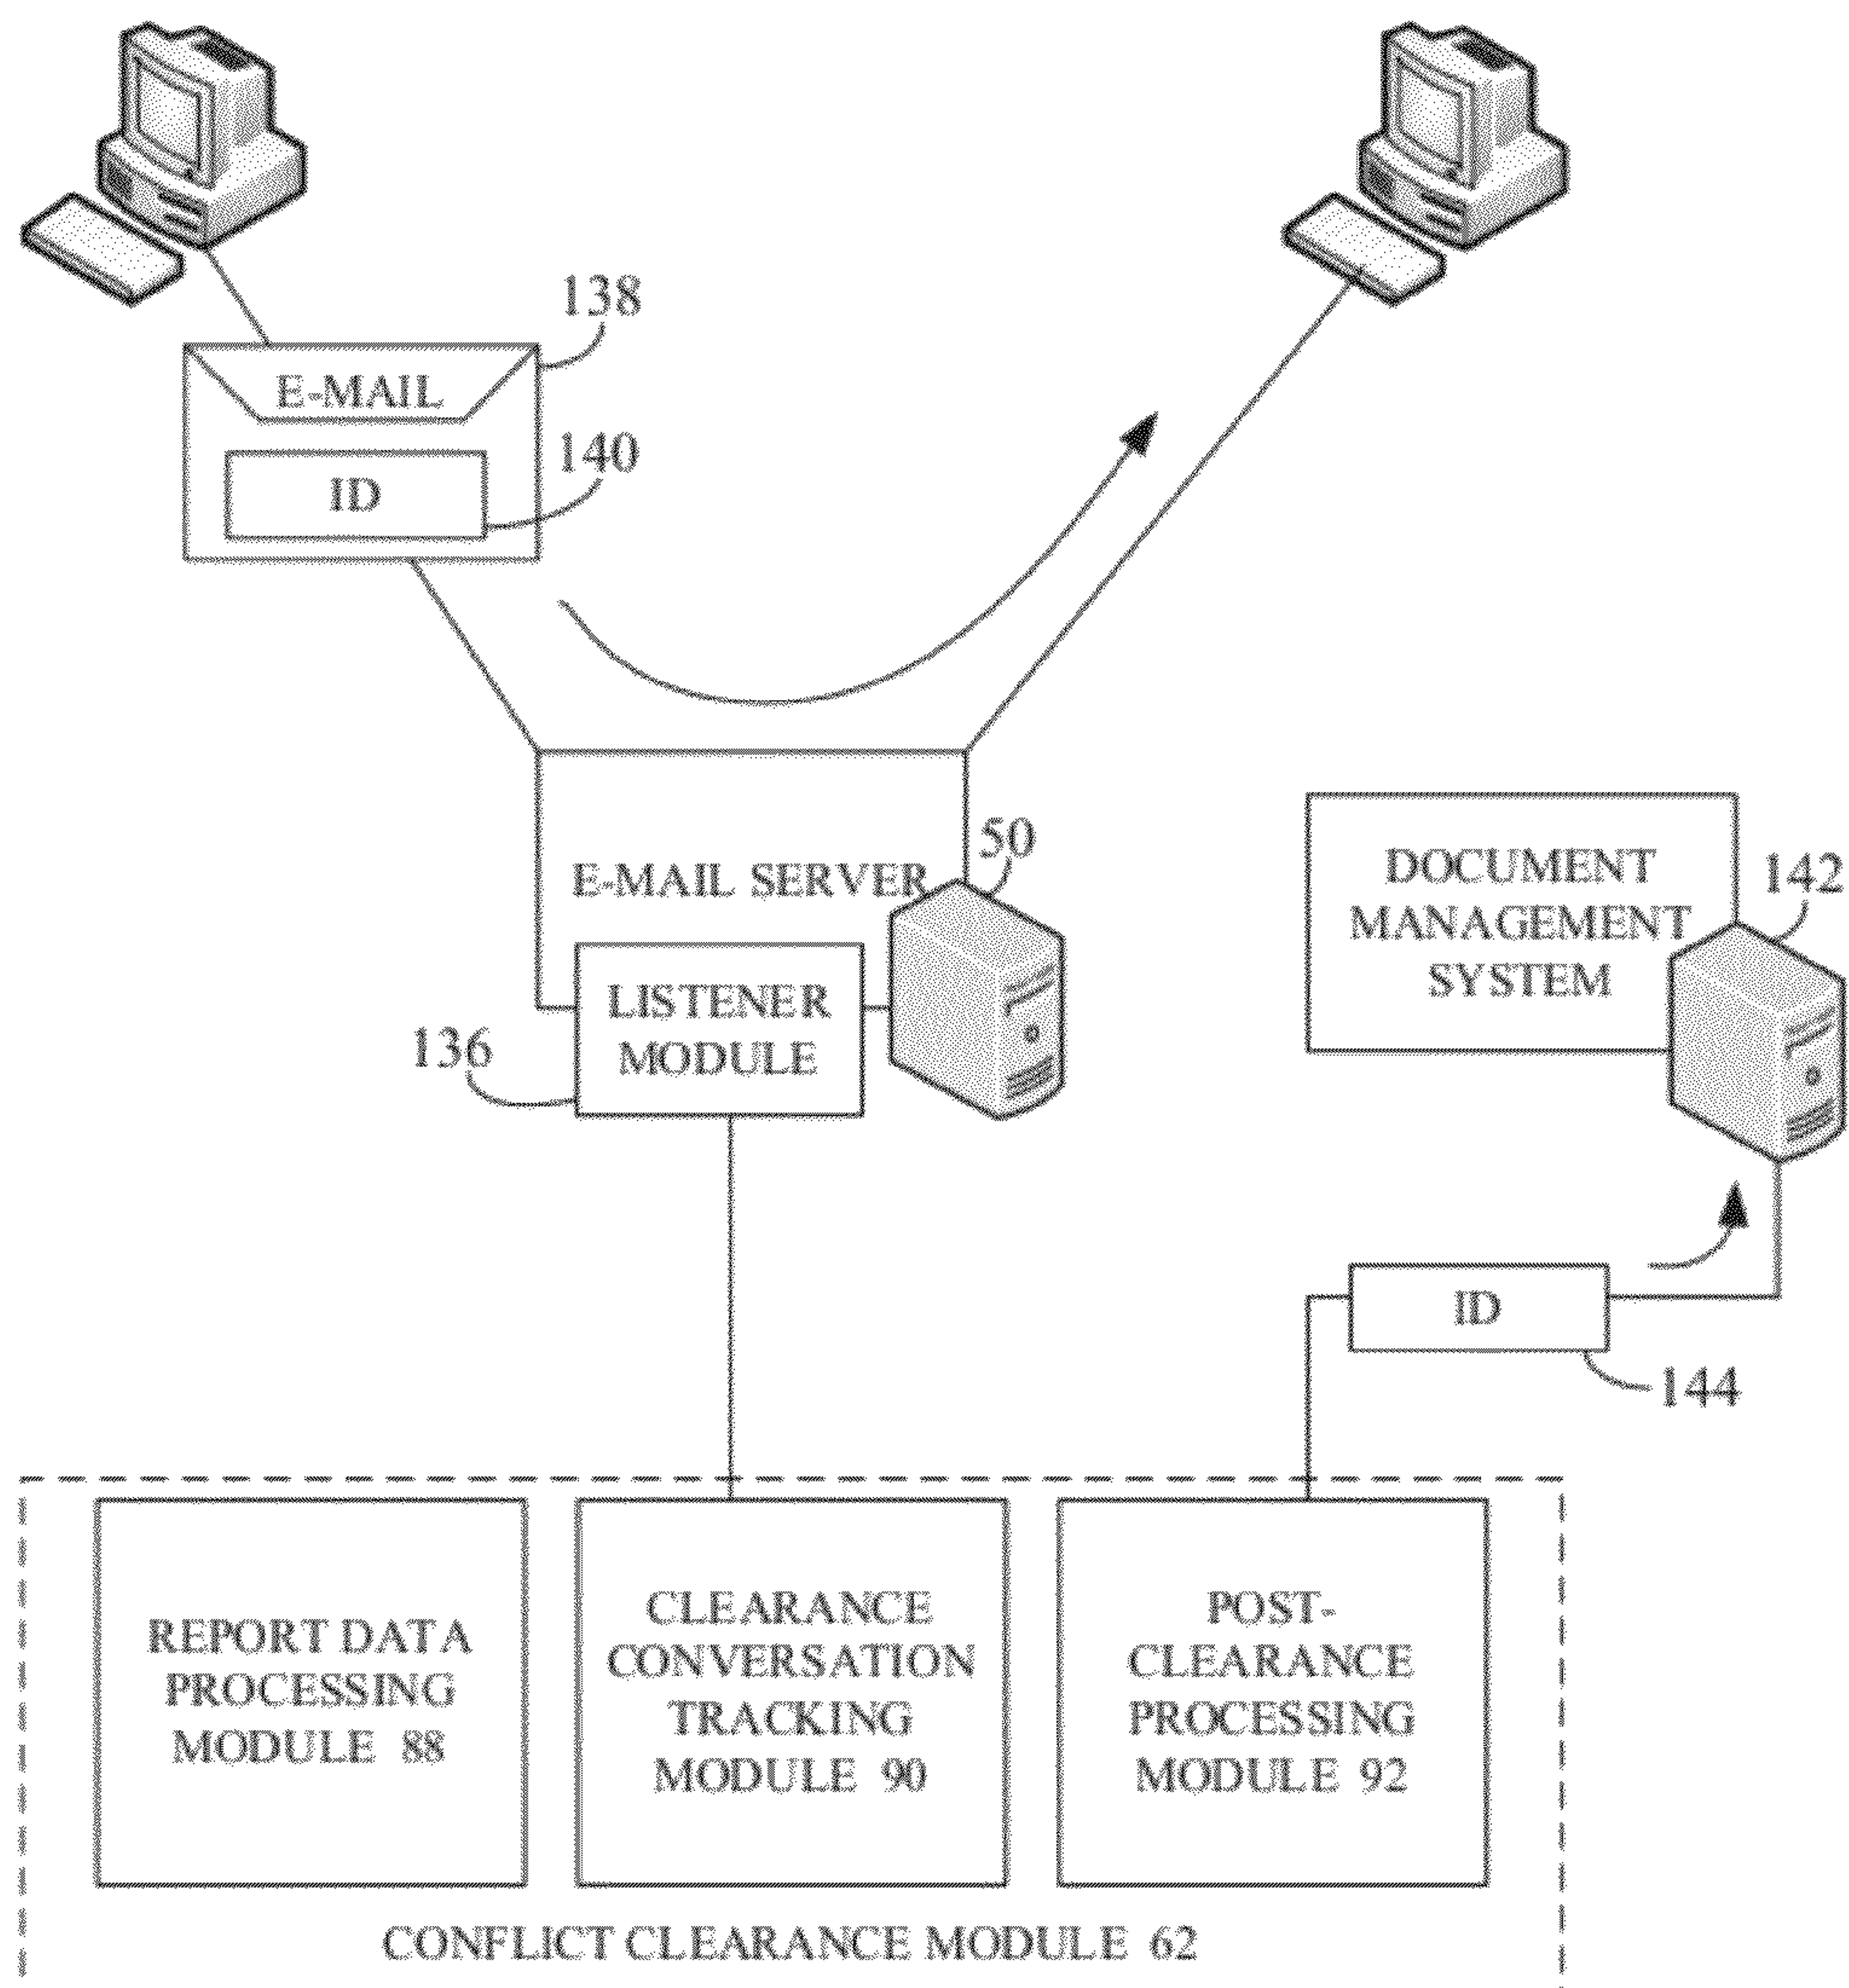 138
E-MAIL
140
ID
50
E-MAIL SERVER
LISTENER
MODULE
136
DOCUMENT
MANAGEMENT
SYSTEM
142
ID
144
REPORT DATA
PROCESSING
MODULE 88
CLEARANCE
CONVERSATION
TRACKING
MODULE 90
POST-
CLEARANCE
PROCESSING
MODULE 92
CONFLICT CLEARANCE MODULE 62